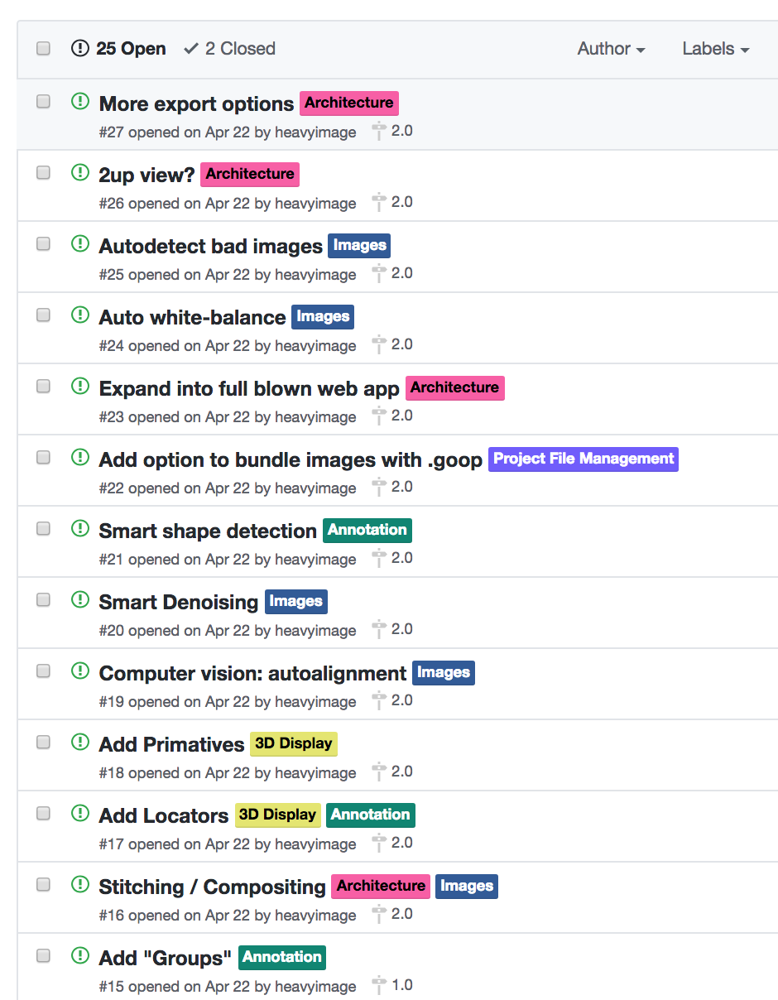 25 Open 2 Closed Author Labels
More export options Architecture
#27 opened on Apr 22 by heavyimage 2.0
2up view? Architecture
#26 opened on Apr 22 by heavyimage 2.0
Autodetect bad images Images
#25 opened on Apr 22 by heavyimage 2.0
Auto white-balance Images
#24 opened on Apr 22 by heavyimage 2.0
Expand into full blown web app Architecture
#23 opened on Apr 22 by heavyimage 2.0
Add option to bundle images with .goop Project File Management
#22 opened on Apr 22 by heavyimage 2.0
Smart shape detection Annotation
#21 opened on Apr 22 by heavyimage 2.0
Smart Denoising Images
#20 opened on Apr 22 by heavyimage 2.0
Computer vision: autoalignment Images
#19 opened on Apr 22 by heavyimage 2.0
Add Primatives 3D Display
#18 opened on Apr 22 by heavyimage 2.0
Add Locators 3D Display Annotation
#17 opened on Apr 22 by heavyimage 2.0
Stitching / Compositing Architecture Images
#16 opened on Apr 22 by heavyimage 2.0
Add "Groups" Annotation
#15 opened on Apr 22 by heavyimage 1.0